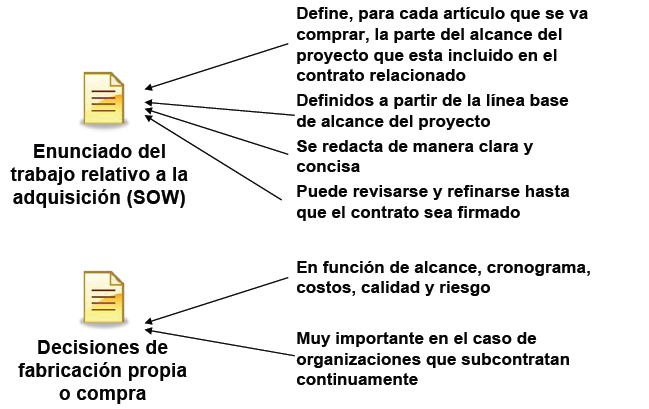 Define, para cada artículo que se va
comprar, la parte del alcance del
proyecto que esta incluido en el
contrato relacionado
Definidos a partir de la línea base
de alcance del proyecto
Se redacta de manera clara y
concisa
Puede revisarse y refinarse hasta
que el contrato sea firmado
Enunciado del
trabajo relativo a la
adquisición (SOW)
En función de alcance, cronograma,
costos, calidad y riesgo
Muy importante en el caso de
organizaciones que subcontratan
continuamente
Decisiones de
fabricación propia
o compra